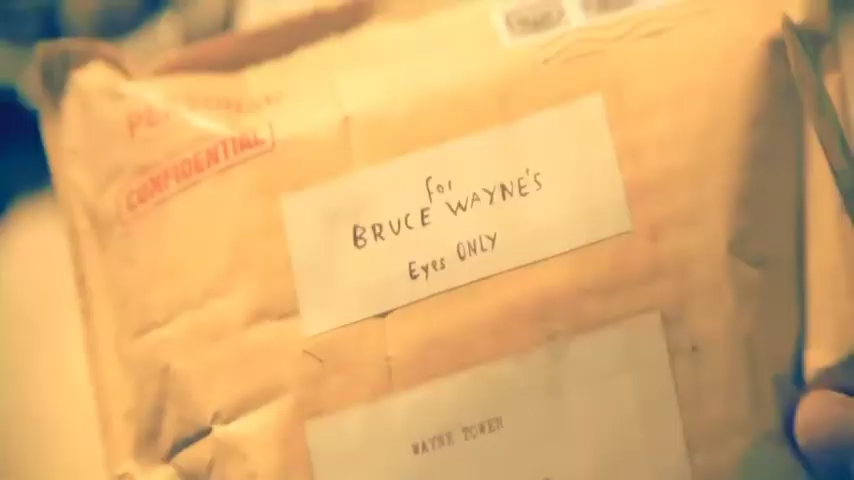 CONFIDENTIAL
For
BRUCE WAYNE'S
Eyes ONLY
WAYNE TOWER